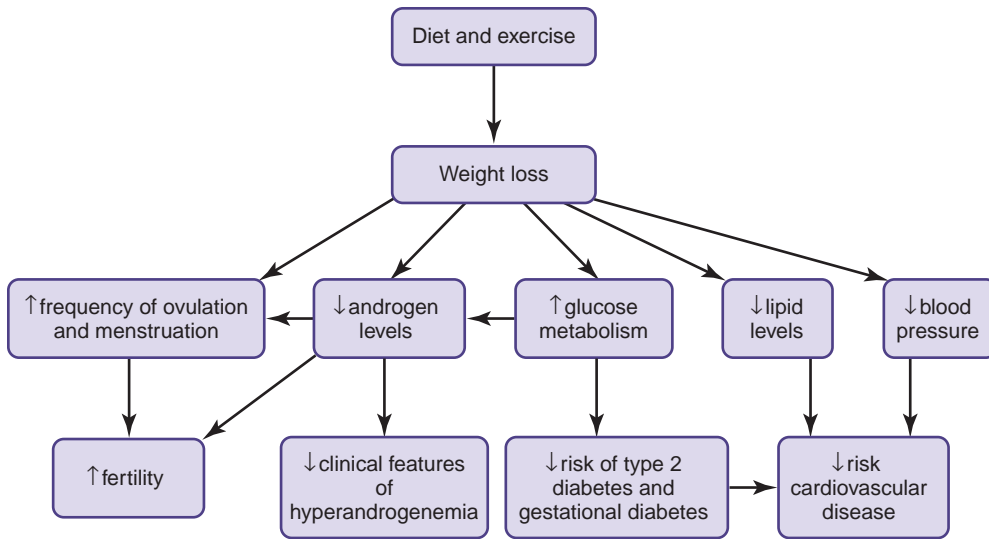 Diet and exercise
Weight loss
↑frequency of ovulation
and menstruation
↓androgen
levels
↑glucose
metabolism
↓lipid
levels
↓blood
pressure
↑fertility
↓clinical features
of
hyperandrogenemia
↓risk of type 2
diabetes and
gestational diabetes
↓risk
cardiovascular
disease